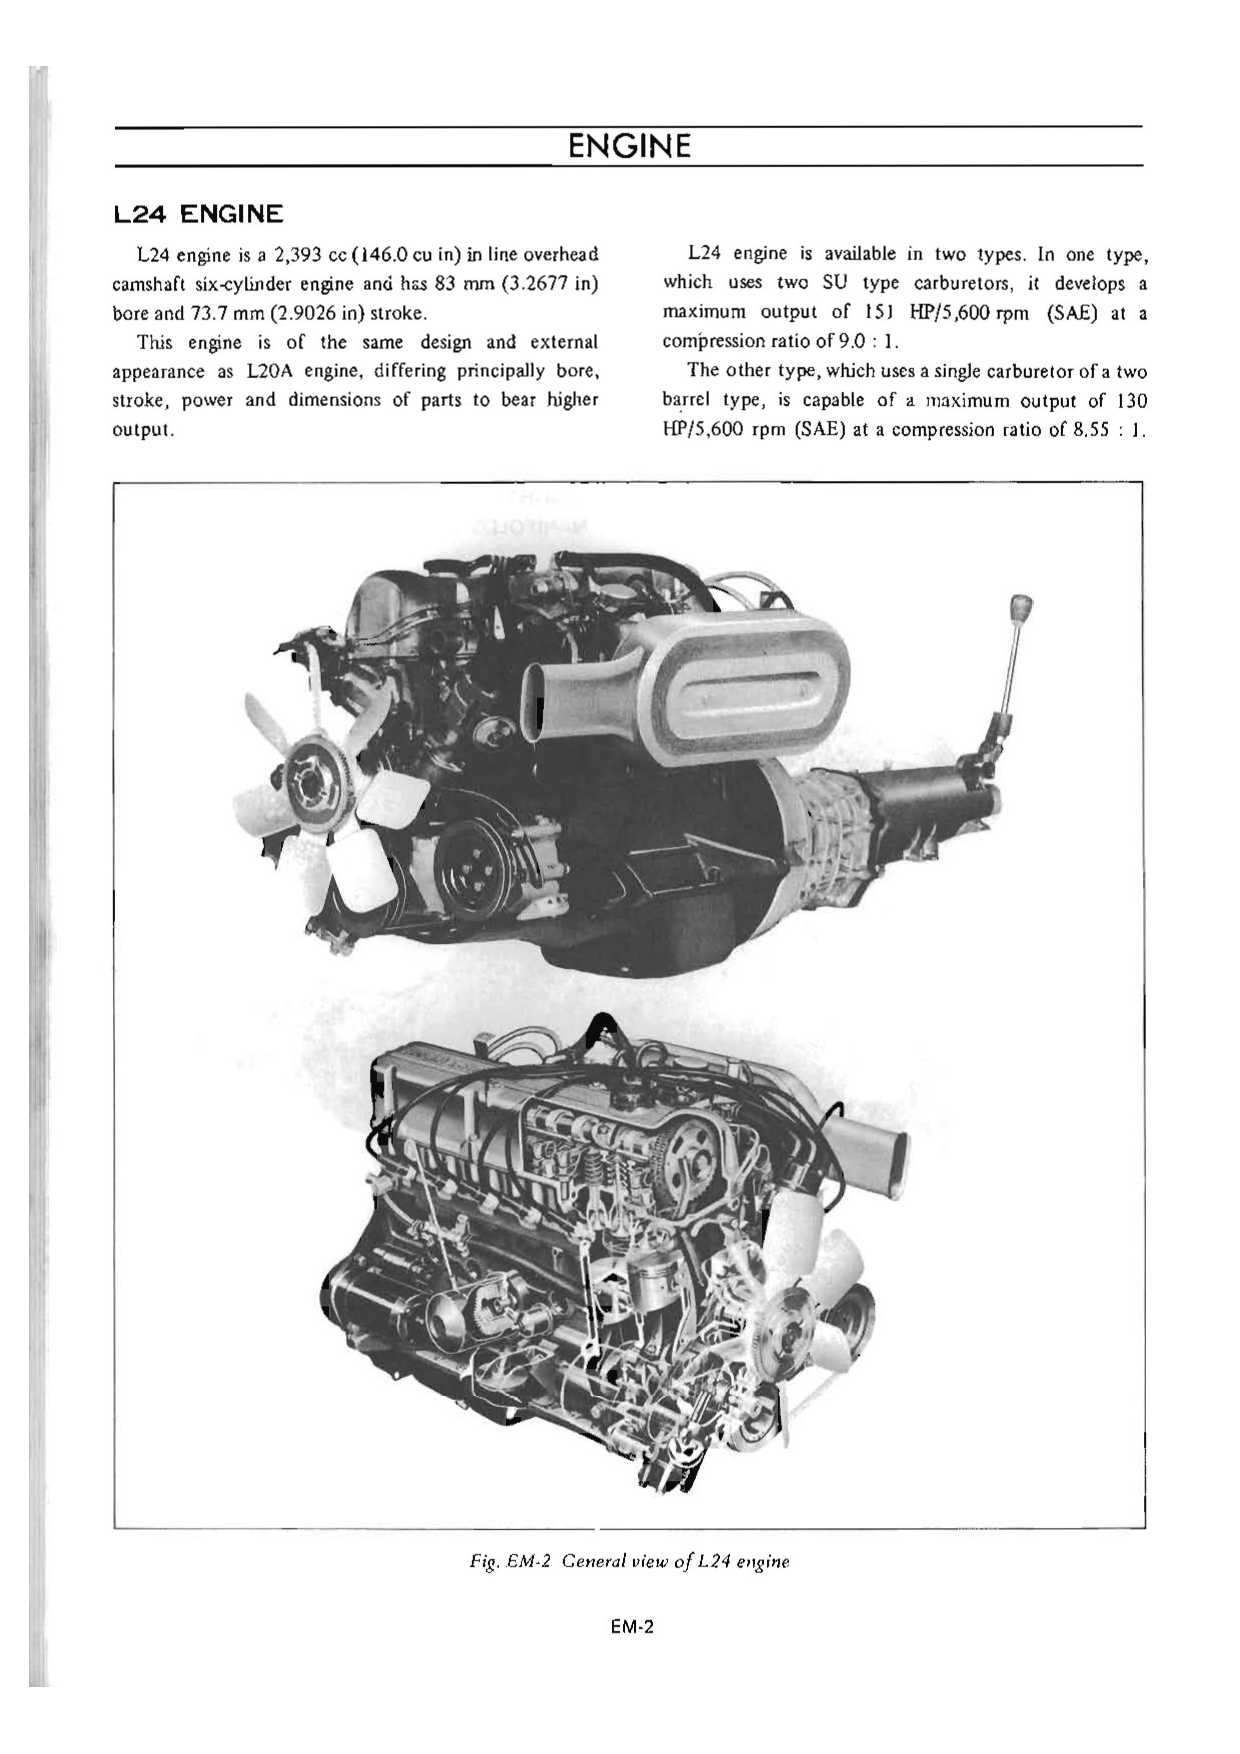 ENGINE
L24 ENGINE
L24 engine is a 2,393 cc (146.0 cu in) in line overhead
camshaft six-cylinder engine and has 83 mm (3.2677 in)
bore and 73.7 mm (2.9026 in) stroke.
This engine is of the same design and external
appearance as L20A engine, differing principally bore,
stroke, power and dimensions of parts to bear higher
output.
L24 engine is available in two types. In one type,
which uses two SU type carburetors, it develops a
maximum output of 151 HP/5,600 rpm (SAE) at a
compression ratio of 9.0 : 1.
The other type, which uses a single carburetor of a two
barrel type, is capable of a maximum output of 130
HP/5,600 rpm (SAE) at a compression ratio of 8.55 : 1.
Fig. EM-2 General view of L24 engine
EM-2